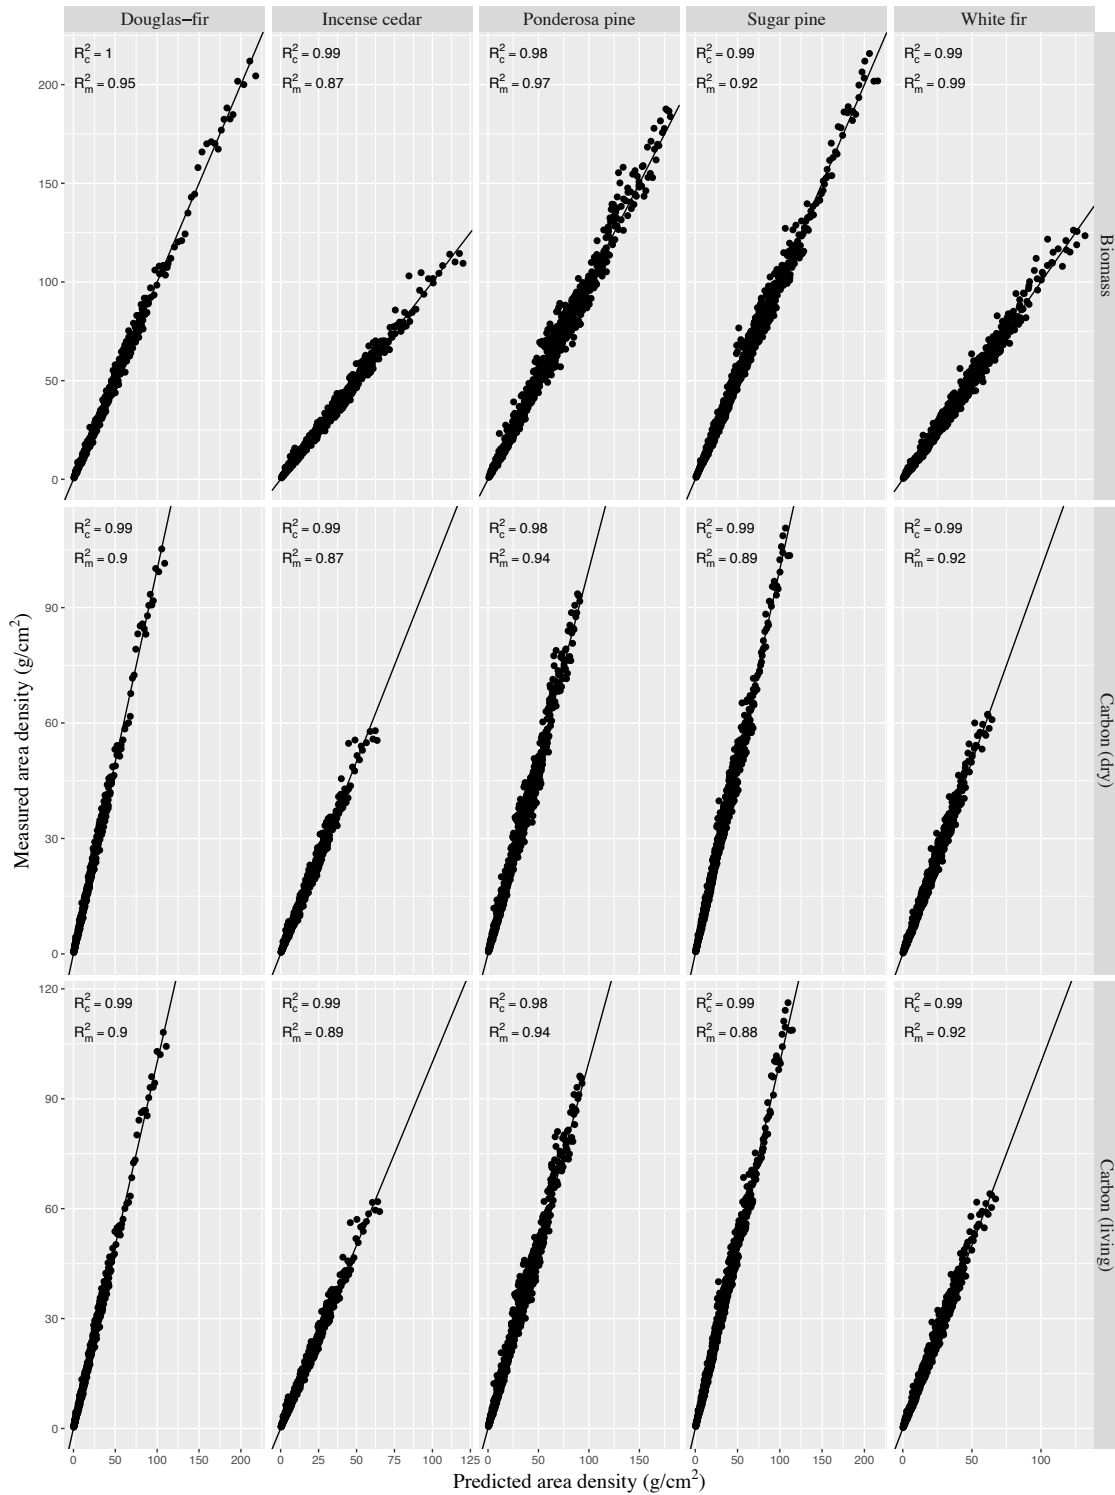 Douglas−fir Incense cedar Ponderosa pine Sugar pine White fir
R²c = 1 R²c = 0.99 R²c = 0.98 R²c = 0.99 R²c = 0.99
R²m = 0.95 R²m = 0.87 R²m = 0.97 R²m = 0.92 R²m = 0.99
200
150
100
50
0
Biomass
R²c = 0.99 R²c = 0.99 R²c = 0.98 R²c = 0.99 R²c = 0.99
R²m = 0.9 R²m = 0.87 R²m = 0.94 R²m = 0.89 R²m = 0.92
90
60
30
0
Carbon (dry)
Measured area density (g/cm²)
120
R²c = 0.99 R²c = 0.99 R²c = 0.98 R²c = 0.99 R²c = 0.99
R²m = 0.9 R²m = 0.89 R²m = 0.94 R²m = 0.88 R²m = 0.92
90
60
30
0
Carbon (living)
0 50 100 150 200 0 25 50 75 100 125 0 50 100 150 0 50 100 150 200 0 50 100
Predicted area density (g/cm²)